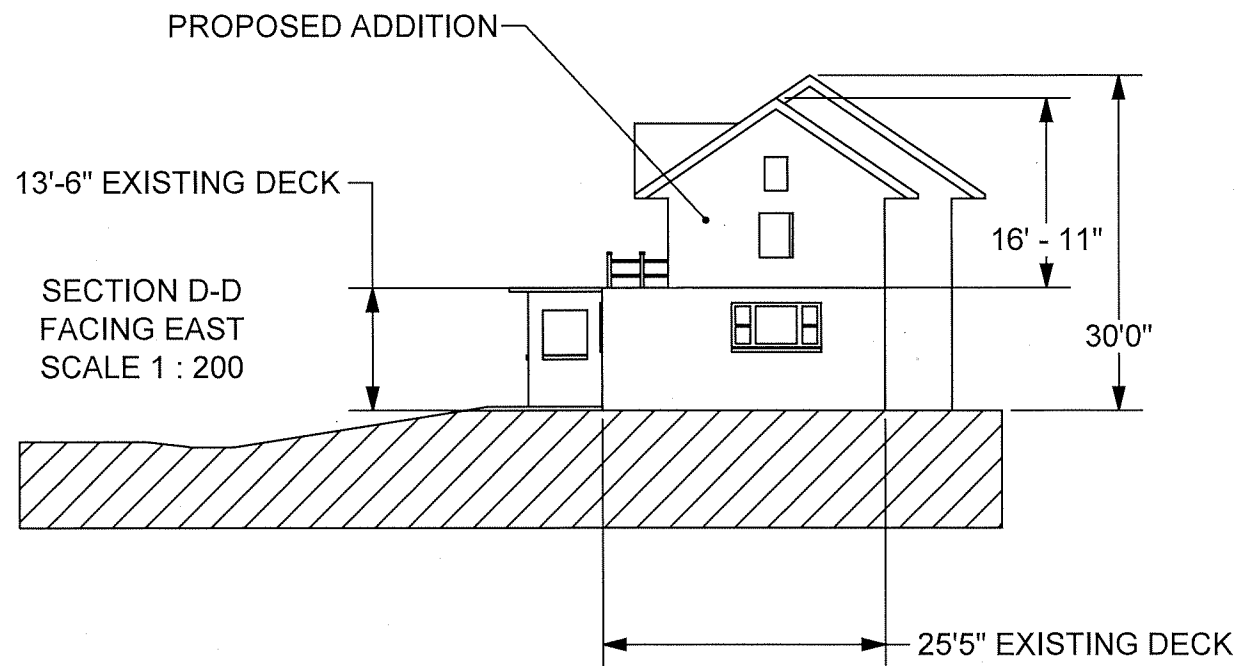 PROPOSED ADDITION
13'-6" EXISTING DECK
16' - 11"
SECTION D-D
FACING EAST
SCALE 1 : 200
30'0"
25'5" EXISTING DECK